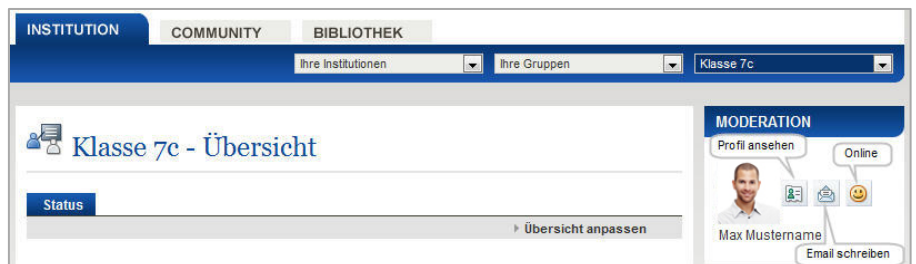 INSTITUTION COMMUNITY BIBLIOTHEK
Ihre Institutionen Ihre Gruppen Klasse 7c
Klasse 7c - Übersicht
Status
Übersicht anpassen
MODERATION
Profil ansehen
Online
Max Mustername
Email schreiben